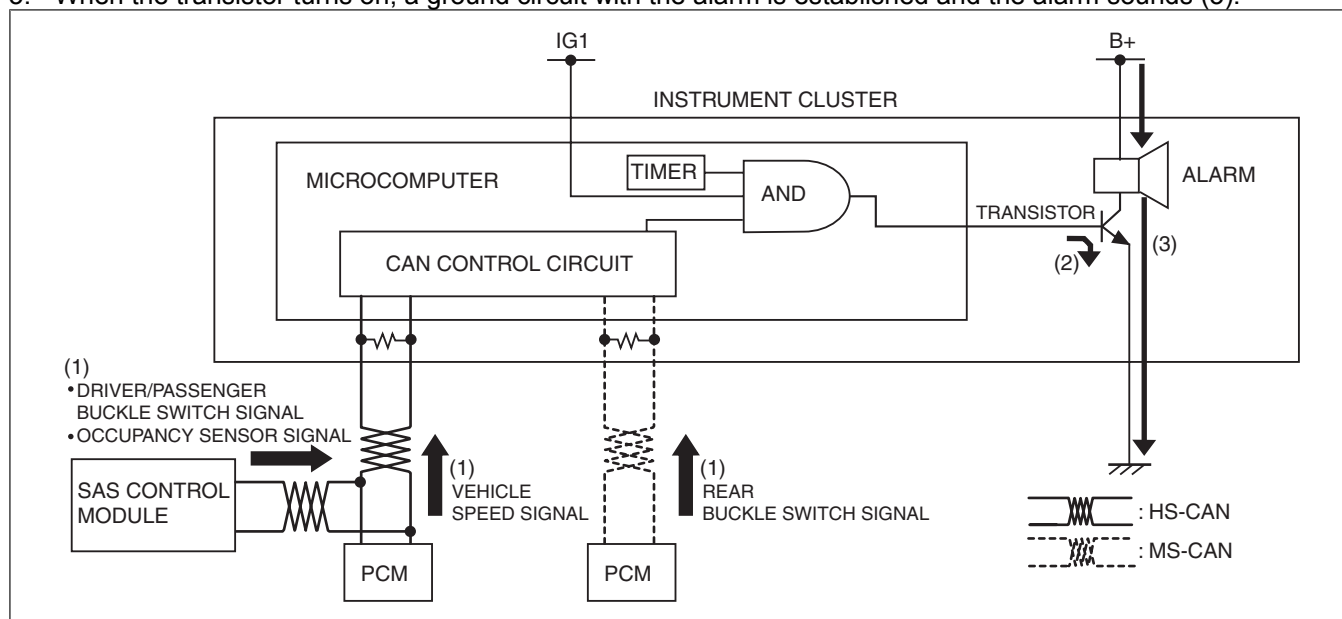 3. When the transistor turns on, a ground circuit with the alarm is established and the alarm sounds (3).
IG1
B+
INSTRUMENT CLUSTER
TIMER
MICROCOMPUTER
AND
ALARM
TRANSISTOR
CAN CONTROL CIRCUIT
(2)
(3)
(1)
•DRIVER/PASSENGER
BUCKLE SWITCH SIGNAL
•OCCUPANCY SENSOR SIGNAL
SAS CONTROL
MODULE
(1)
VEHICLE
SPEED SIGNAL
(1)
REAR
BUCKLE SWITCH SIGNAL
PCM
PCM
: HS-CAN
: MS-CAN